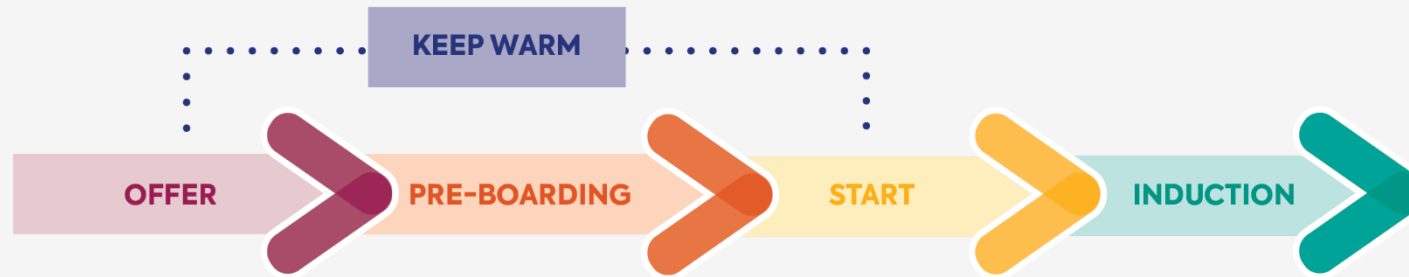 KEEP WARM
OFFER
PRE-BOARDING
START
INDUCTION